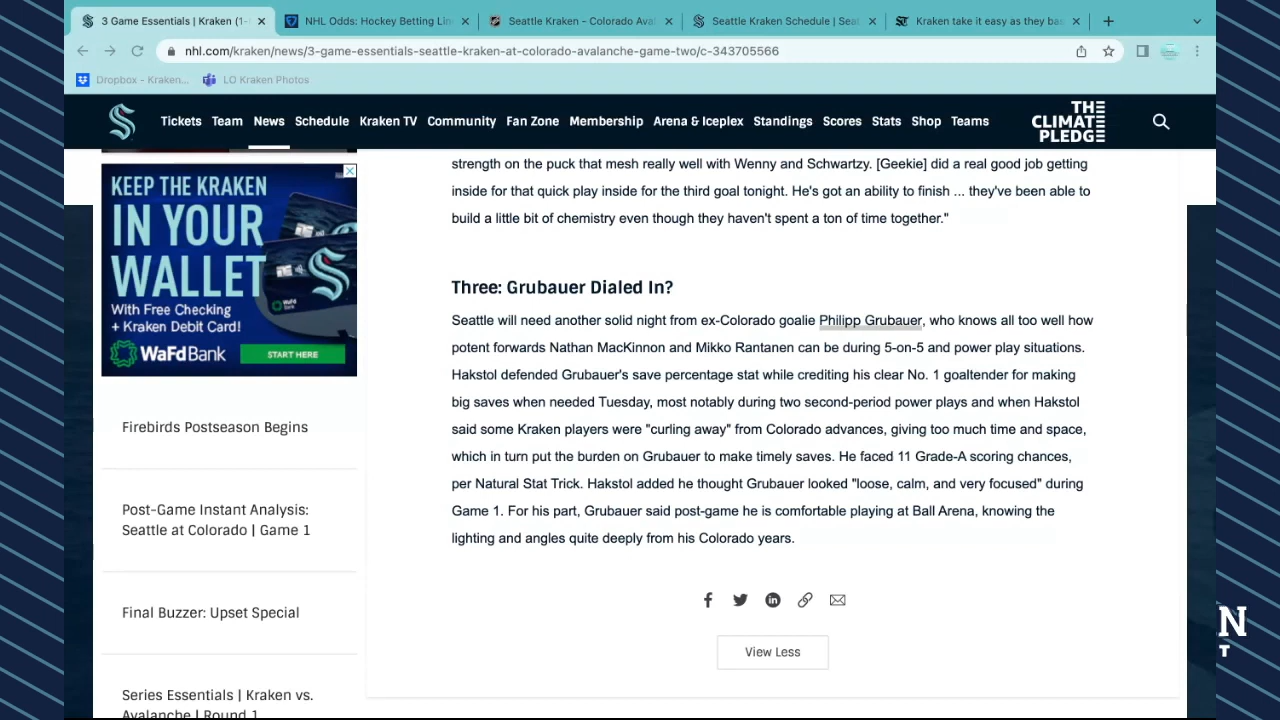 3 Game Essentials | Kraken (1-
NHL Odds: Hockey Betting Lin
Seattle Kraken - Colorado Ava
Seattle Kraken Schedule | Sea
Kraken take it easy as they ba
nhl.com/kraken/news/3-game-essentials-seattle-kraken-at-colorado-avalanche-game-two/c-343705566
Dropbox - Kraken...
LO Kraken Photos
Tickets
Team
News
Schedule
Kraken TV
Community
Fan Zone
Membership
Arena & Iceplex
Standings
Scores
Stats
Shop
Teams
THE
CLIMATE
PLEDGE
KEEP THE KRAKEN
IN YOUR
WALLET
With Free Checking
+ Kraken Debit Card!
WaFd Bank
START HERE
Firebirds Postseason Begins
Post-Game Instant Analysis:
Seattle at Colorado | Game 1
Final Buzzer: Upset Special
Series Essentials | Kraken vs.
Avalanche | Round 1
strength on the puck that mesh really well with Wenny and Schwartzy. [Geekie] did a real good job getting
inside for that quick play inside for the third goal tonight. He's got an ability to finish ... they've been able to
build a little bit of chemistry even though they haven't spent a ton of time together."
Three: Grubauer Dialed In?
Seattle will need another solid night from ex-Colorado goalie Philipp Grubauer, who knows all too well how
potent forwards Nathan MacKinnon and Mikko Rantanen can be during 5-on-5 and power play situations.
Hakstol defended Grubauer's save percentage stat while crediting his clear No. 1 goaltender for making
big saves when needed Tuesday, most notably during two second-period power plays and when Hakstol
said some Kraken players were "curling away" from Colorado advances, giving too much time and space,
which in turn put the burden on Grubauer to make timely saves. He faced 11 Grade-A scoring chances,
per Natural Stat Trick. Hakstol added he thought Grubauer looked "loose, calm, and very focused" during
Game 1. For his part, Grubauer said post-game he is comfortable playing at Ball Arena, knowing the
lighting and angles quite deeply from his Colorado years.
View Less
N
T